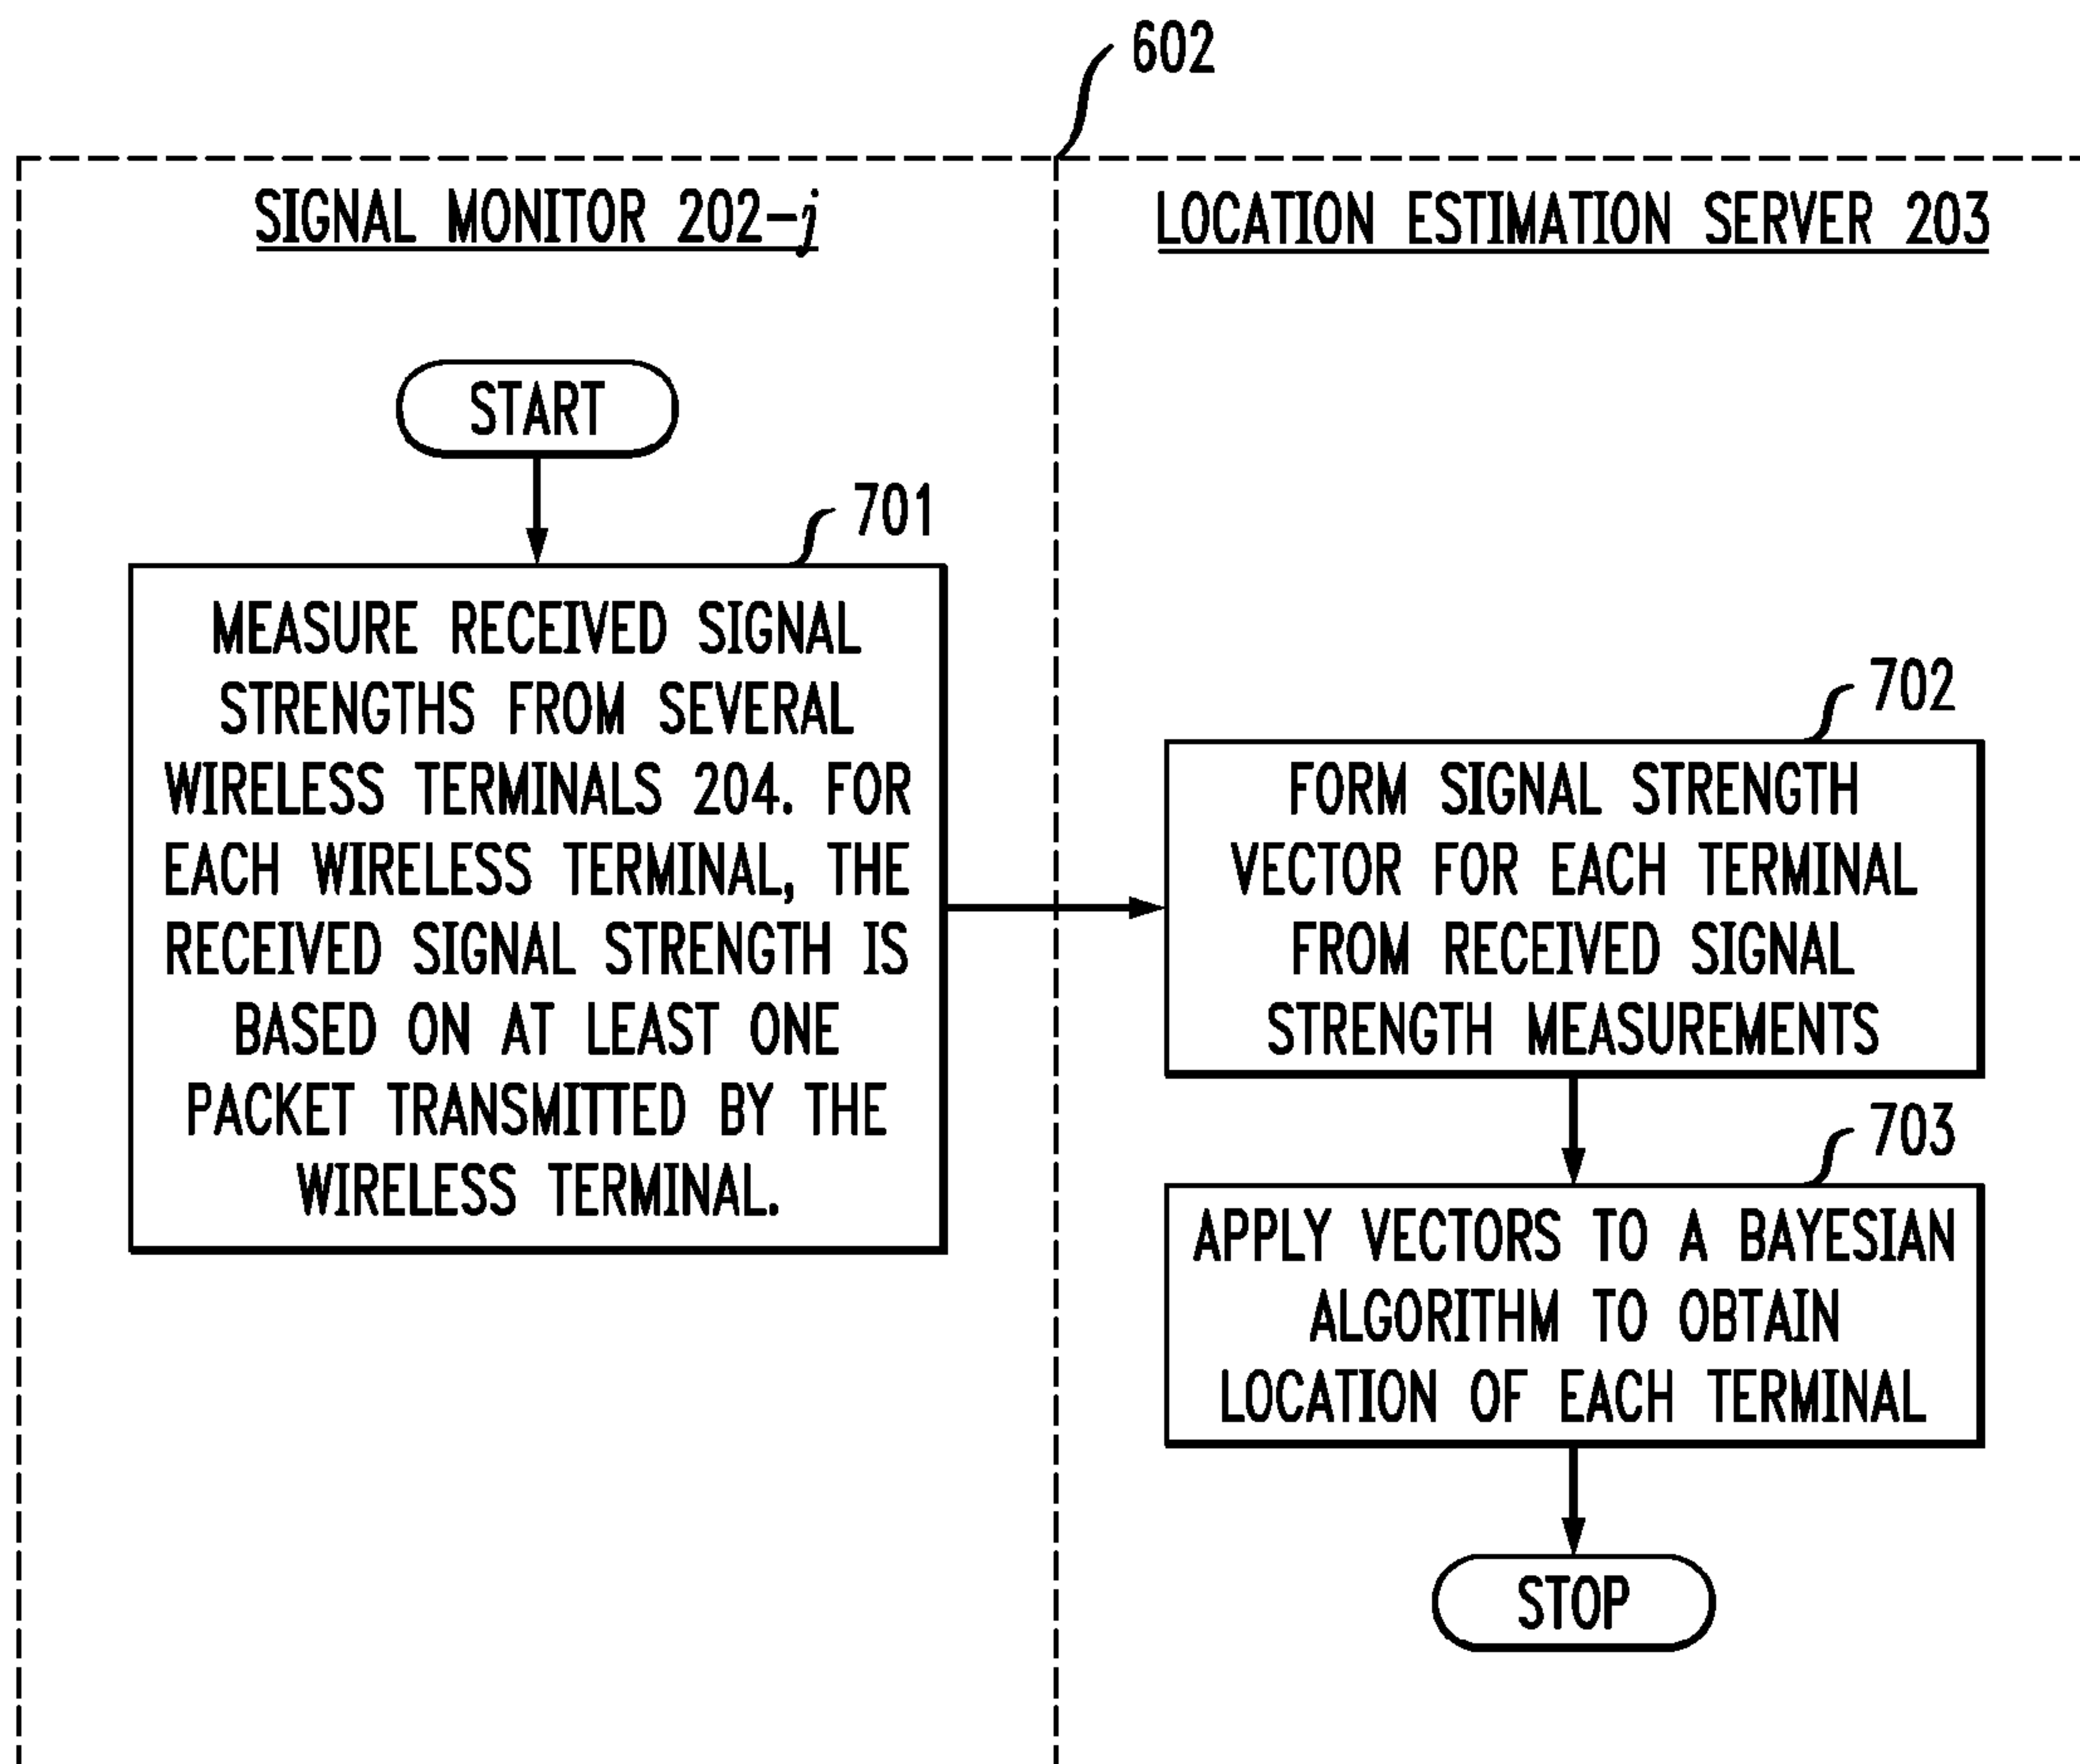 602
SIGNAL MONITOR 202-j
LOCATION ESTIMATION SERVER 203
START
701
MEASURE RECEIVED SIGNAL
STRENGTHS FROM SEVERAL
WIRELESS TERMINALS 204. FOR
EACH WIRELESS TERMINAL, THE
RECEIVED SIGNAL STRENGTH IS
BASED ON AT LEAST ONE
PACKET TRANSMITTED BY THE
WIRELESS TERMINAL.
702
FORM SIGNAL STRENGTH
VECTOR FOR EACH TERMINAL
FROM RECEIVED SIGNAL
STRENGTH MEASUREMENTS
703
APPLY VECTORS TO A BAYESIAN
ALGORITHM TO OBTAIN
LOCATION OF EACH TERMINAL
STOP